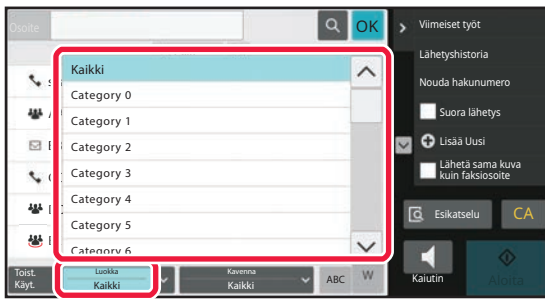 Osoite
OK
Kaikki
Category 0
Category 1
Category 2
Category 3
Category 4
Category 5
Category 6
Toist.
Käyt.
Luokka
Kaikki
Kavenna
Kaikki
ABC
W
Viimeiset työt
Lähetyshistoria
Nouda hakunumero
Suora lähetys
Lisää Uusi
Lähetä sama kuva
kuin faksiosoite
Esikatselu
CA
Kaiutin
Aloita